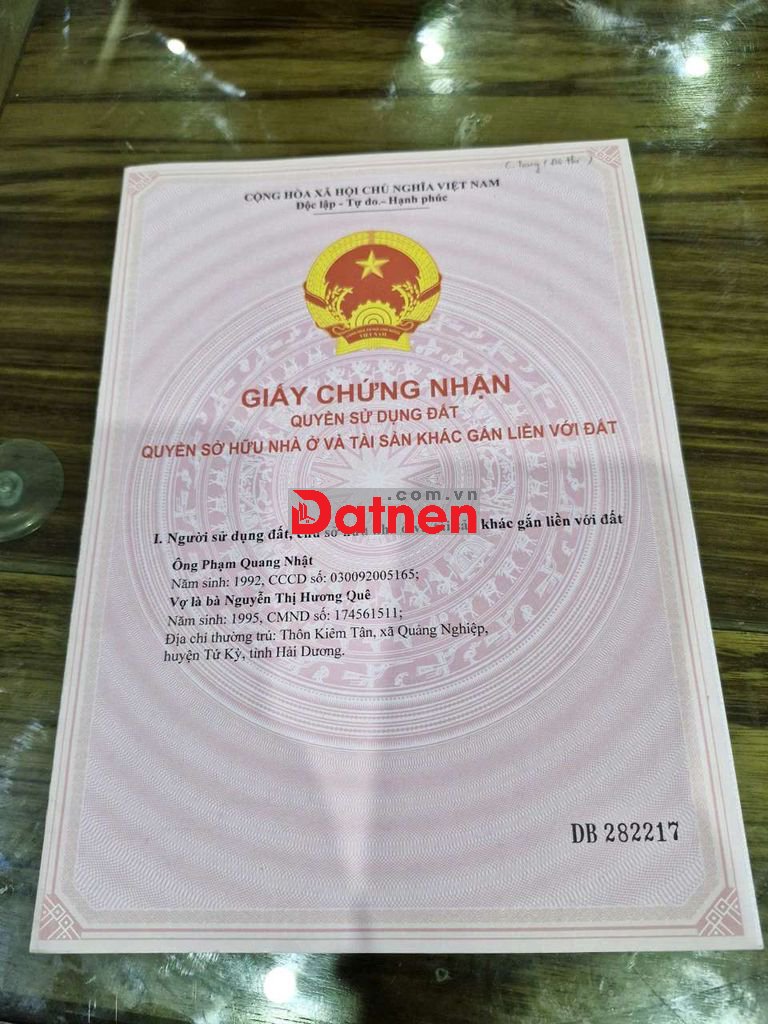 CỘNG HÒA XÃ HỘI CHỦ NGHĨA VIỆT NAM
Độc lập - Tự do - Hạnh phúc
GIẤY CHỨNG NHẬN
QUYỀN SỬ DỤNG ĐẤT
QUYỀN SỞ HỮU NHÀ Ở VÀ TÀI SẢN KHÁC GẮN LIỀN VỚI ĐẤT
.com.vn
Datnen
I. Người sử dụng đất, khác gắn liền với đất
Ông Phạm Quang Nhật
Năm sinh: 1992, CCCD số: 030092005165;
Vợ là bà Nguyễn Thị Hương Quê
Năm sinh: 1995, CMND số: 174561511;
Địa chỉ thường trú: Thôn Kiêm Tân, xã Quảng Nghiệp,
huyện Tứ Kỳ, tỉnh Hải Dương.
DB 282217